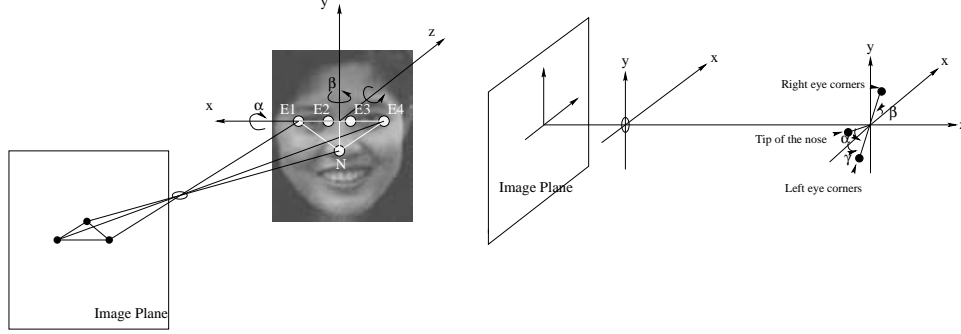 y
z
β
x
α
E1
E2
E3
E4
N
Image Plane
y
x
y
x
Right eye corners
β
z
Tip of the nose
α
γ
Left eye corners
Image Plane